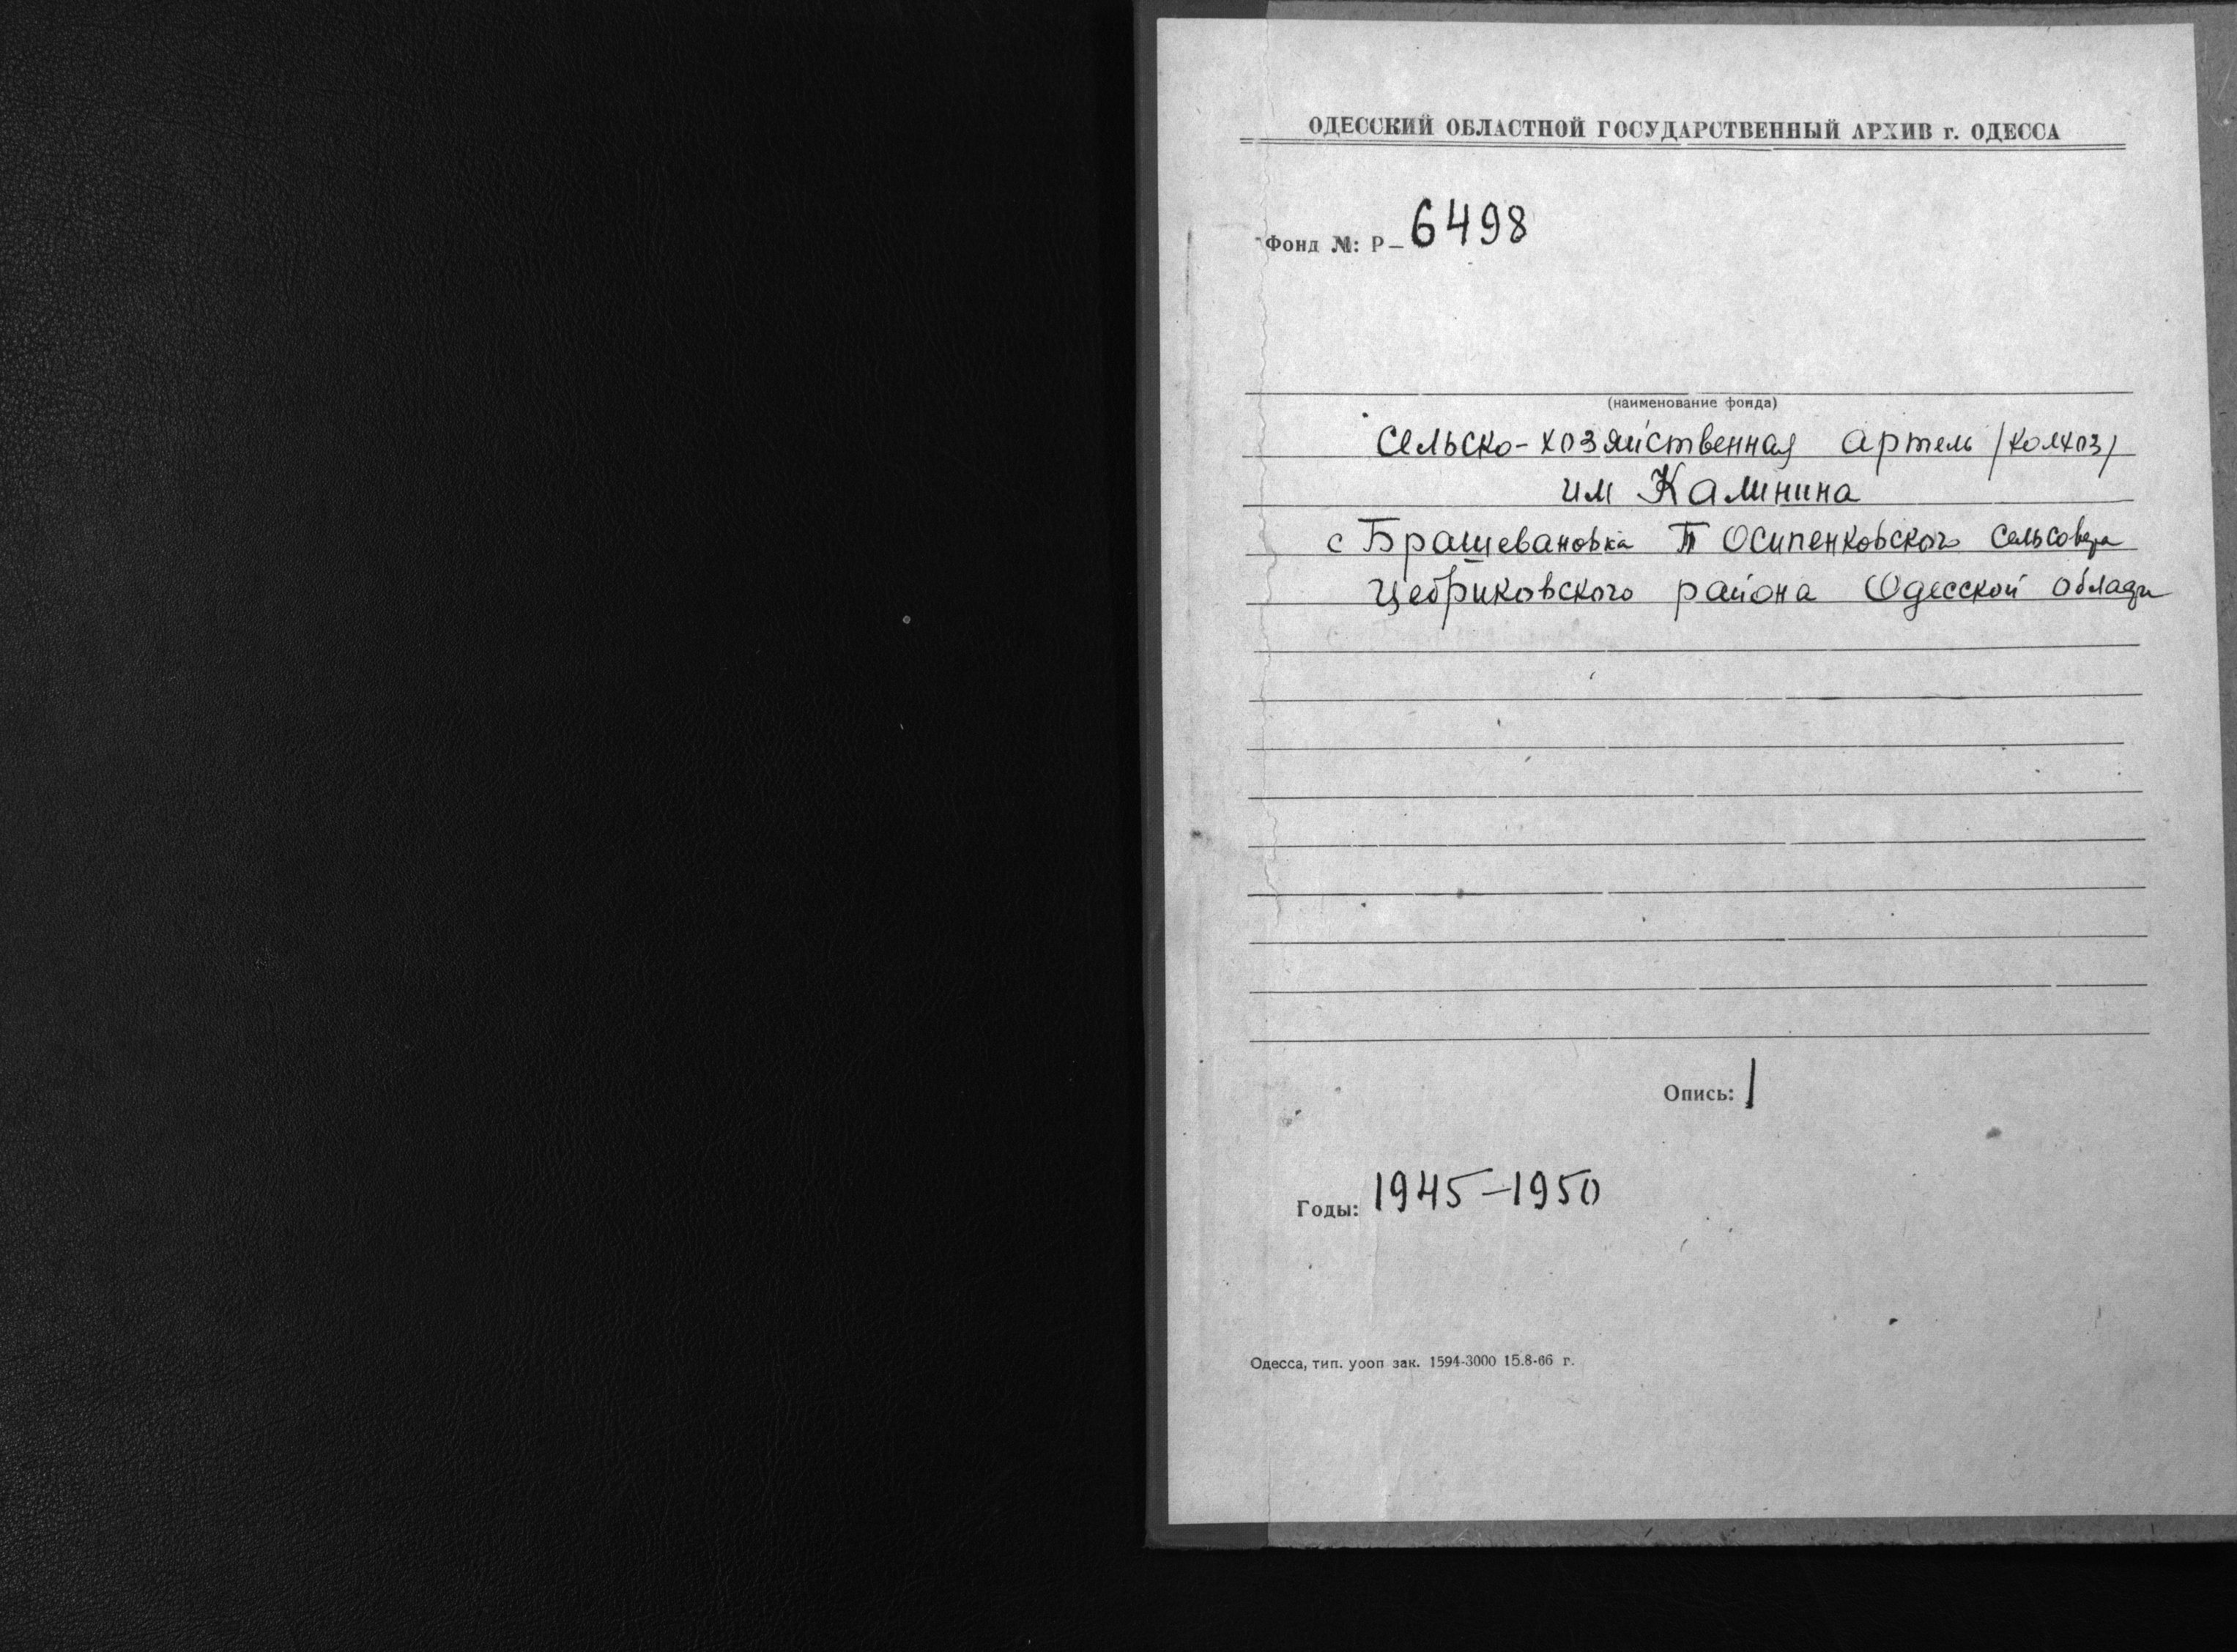 ОДЕССКИЙ ОБЛАСТНОЙ ГОСУДАРСТВЕННЫЙ АРХИВ г. ОДЕССА
Фонд №: Р– 6498
(наименование фонда)
Сельско-хозяйственная артель /колхоз/
им Калинина
с Брашевановка П Осипенковского сельсовета
Цебриковского района Одесской области
Опись: 1
Годы: 1945–1950
Одесса, тип. уооп зак. 1594-3000 15.8-66 г.